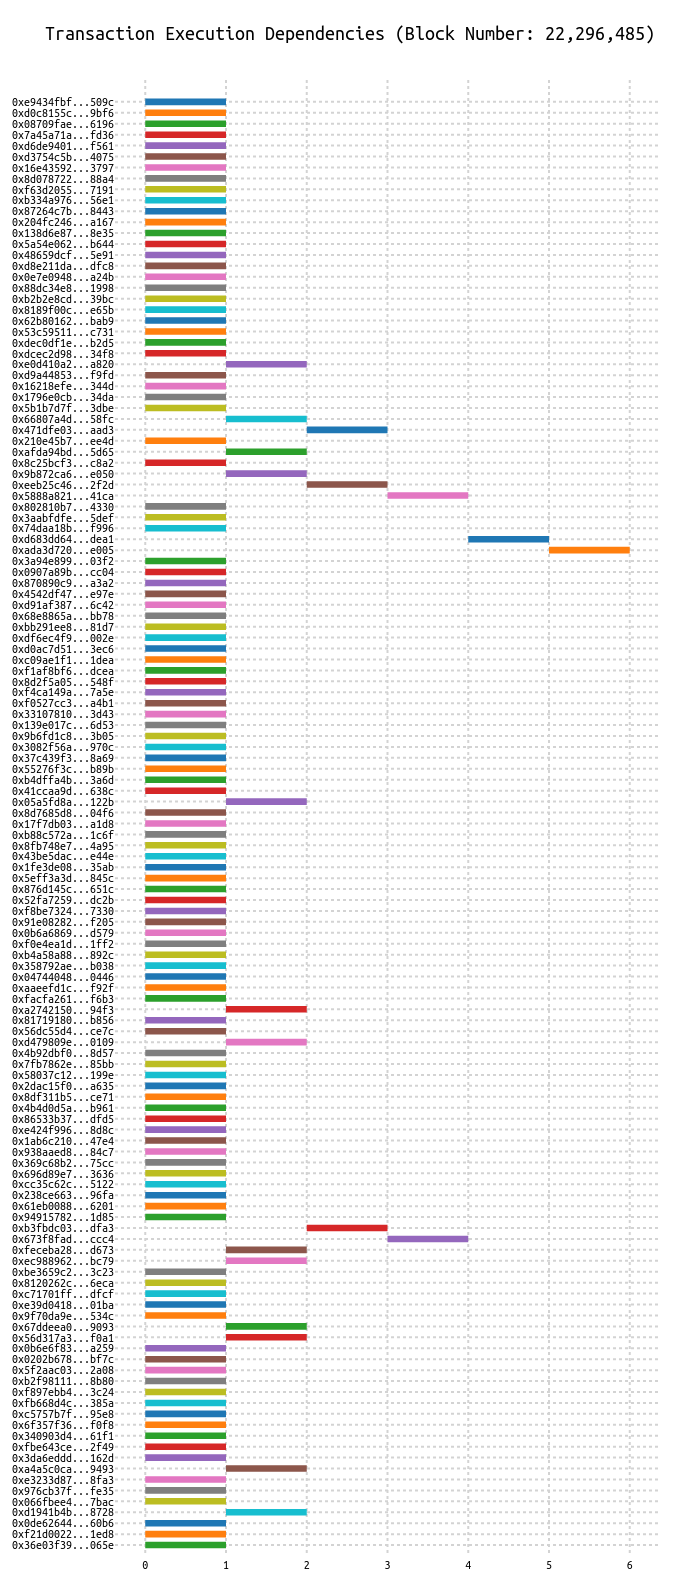 Transaction Execution Dependencies (Block Number: 22,296,485)
0xe9434fbf...509c
0xd0c8155c...9bf6
0x08709fae...6196
0x7a45a71a...fd36
0xd6de9401...f561
0xd3754c5b...4075
0x16e43592...3797
0x8d078722...88a4
0xf63d2055...7191
0xb334a976...56e1
0x87264c7b...8443
0x204fc246...a167
0x138d6e87...8e35
0x5a54e062...b644
0x48659dcf...5e91
0xd8e211da...dfc8
0x0e7e0948...a24b
0x88dc34e8...1998
0xb2b2e8cd...39bc
0x8189f00c...e65b
0x62b80162...bab9
0x53c59511...c731
0xdec0df1e...b2d5
0xdcec2d98...34f8
0xe0d410a2...a820
0xd9a44853...f9fd
0x16218efe...344d
0x1796e0cb...34da
0x5b1b7d7f...3dbe
0x66807a4d...58fc
0x471dfe03...aad3
0x210e45b7...ee4d
0xafda94bd...5d65
0x8c25bcf3...c8a2
0x9b872ca6...e050
0xeeb25c46...2f2d
0x5888a821...41ca
0x802810b7...4330
0x3aabfdfe...5def
0x74daa18b...f996
0xd683dd64...dea1
0xada3d720...e005
0x3a94e899...03f2
0x0907a89b...cc04
0x870890c9...a3a2
0x4542df47...e97e
0xd91af387...6c42
0x68e8865a...bb78
0xbb291ee8...81d7
0xdf6ec4f9...002e
0xd0ac7d51...3ec6
0xc09ae1f1...1dea
0xf1af8bf6...dcea
0x8d2f5a05...548f
0xf4ca149a...7a5e
0xf0527cc3...a4b1
0x33107810...3d43
0x139e017c...6d53
0x9b6fd1c8...3b05
0x3082f56a...970c
0x37c439f3...8a69
0x55276f3c...b89b
0xb4dffa4b...3a6d
0x41ccaa9d...638c
0x05a5fd8a...122b
0x8d7685d8...04f6
0x17f7db03...a1d8
0xb88c572a...1c6f
0x8fb748e7...4a95
0x43be5dac...e44e
0x1fe3de08...35ab
0x5eff3a3d...845c
0x876d145c...651c
0x52fa7259...dc2b
0xf8be7324...7330
0x91e08282...f205
0x0b6a6869...d579
0xf0e4ea1d...1ff2
0xb4a58a88...892c
0x358792ae...b038
0x04744048...0446
0xaaeefd1c...f92f
0xfacfa261...f6b3
0xa2742150...94f3
0x81719180...b856
0x56dc55d4...ce7c
0xd479809e...0109
0x4b92dbf0...8d57
0x7fb7862e...85bb
0x58037c12...199e
0x2dac15f0...a635
0x8df311b5...ce71
0x4b4d0d5a...b961
0x86533b37...dfd5
0xe424f996...8d8c
0x1ab6c210...47e4
0x938aaed8...84c7
0x369c68b2...75cc
0x696d89e7...3636
0xcc35c62c...5122
0x238ce663...96fa
0x61eb0088...6201
0x94915782...1d85
0xb3fbdc03...dfa3
0x673f8fad...ccc4
0xfeceba28...d673
0xec988962...bc79
0xbe3659c2...3c23
0x8120262c...6eca
0xc71701ff...dfcf
0xe39d0418...01ba
0x9f70da9e...534c
0x67ddeea0...9093
0x56d317a3...f0a1
0x0b6e6f83...a259
0x0202b678...bf7c
0x5f2aac03...2a08
0xb2f98111...8b80
0xf897ebb4...3c24
0xfb668d4c...385a
0xc5757b7f...95e8
0x6f357f36...f0f8
0x340903d4...61f1
0xfbe643ce...2f49
0x3da6eddd...162d
0xa4a5c0ca...9493
0xe3233d87...8fa3
0x976cb37f...fe35
0x066fbee4...7bac
0xd1941b4b...8728
0x0de62644...60b6
0xf21d0022...1ed8
0x36e03f39...065e
0 1 2 3 4 5 6